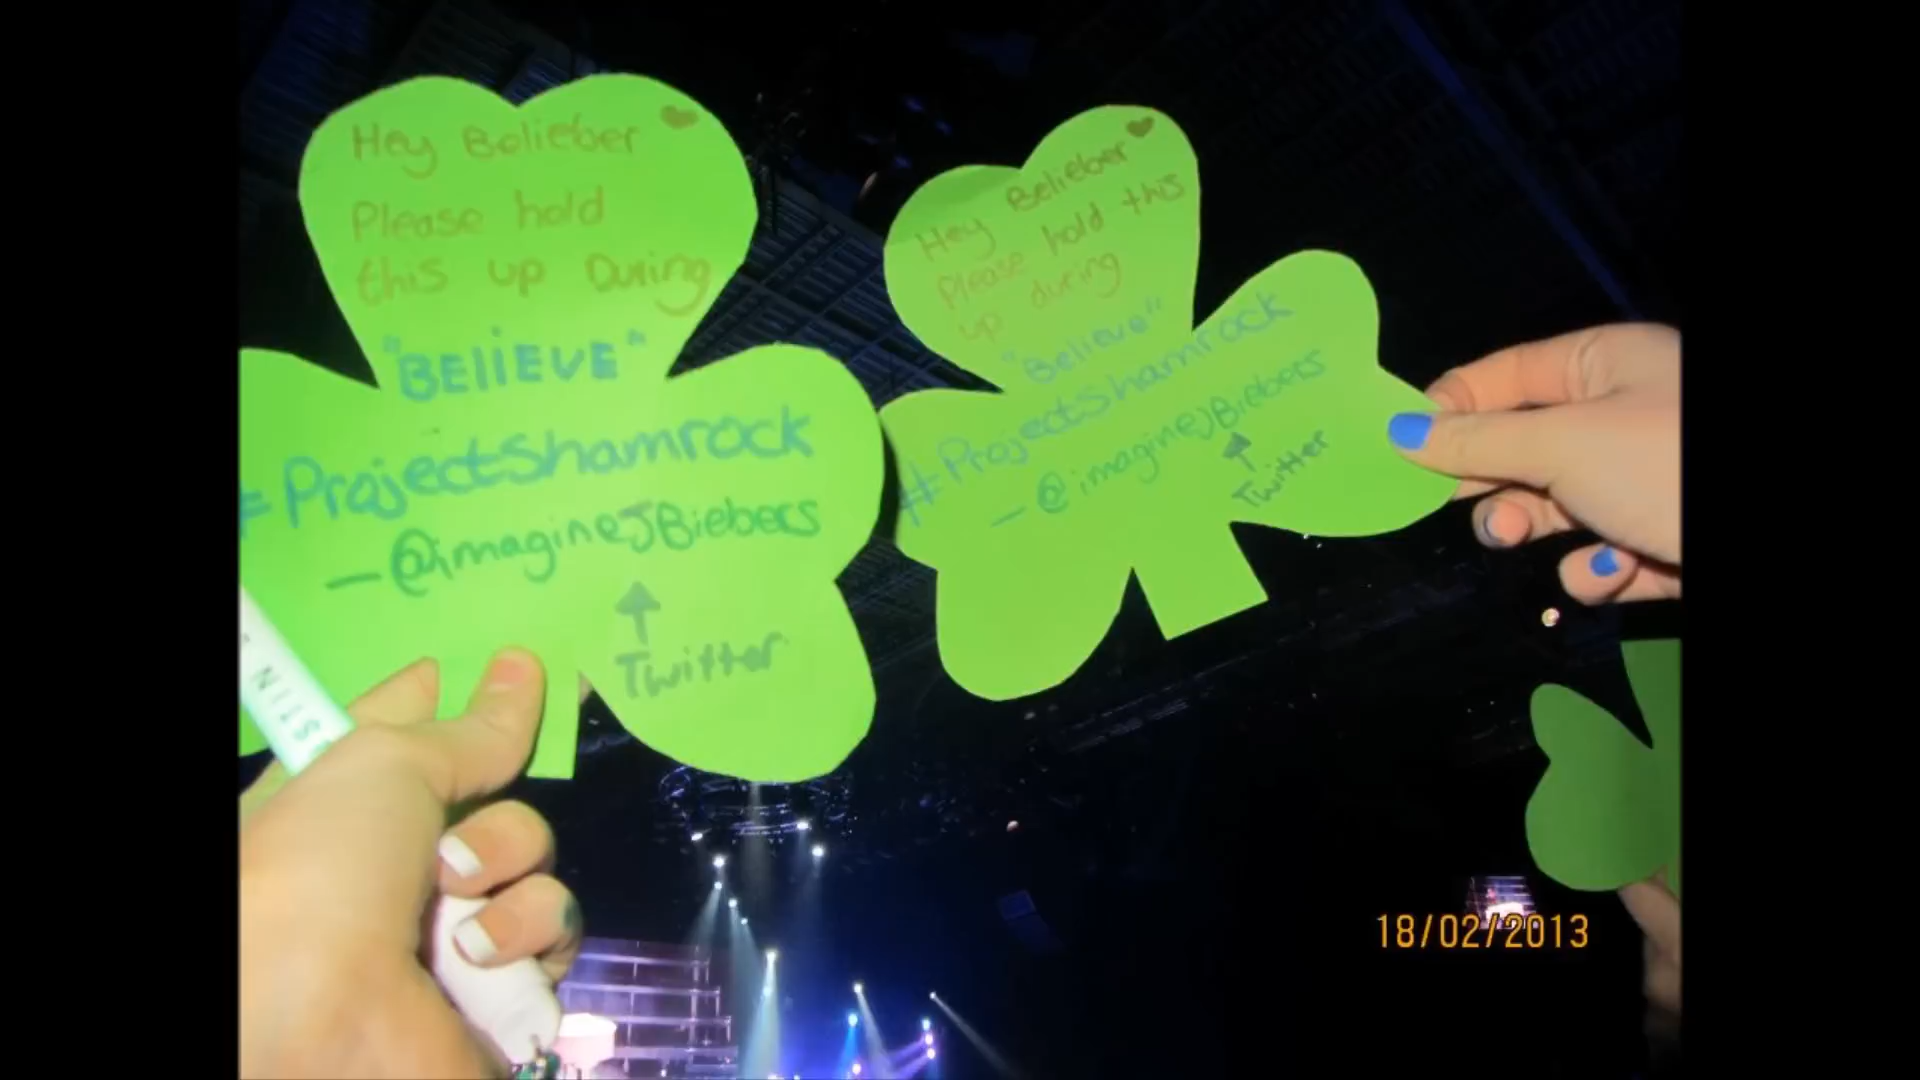 Hey Belieber
Please hold
this up During
"BELIEVE"
#ProjectShamrock
—@imagineJBiebers
Twitter
Hey Belieber
Please hold this
up during
"Believe"
#ProjectShamrock
—@imagineJBiebers
Twitter
18/02/2013